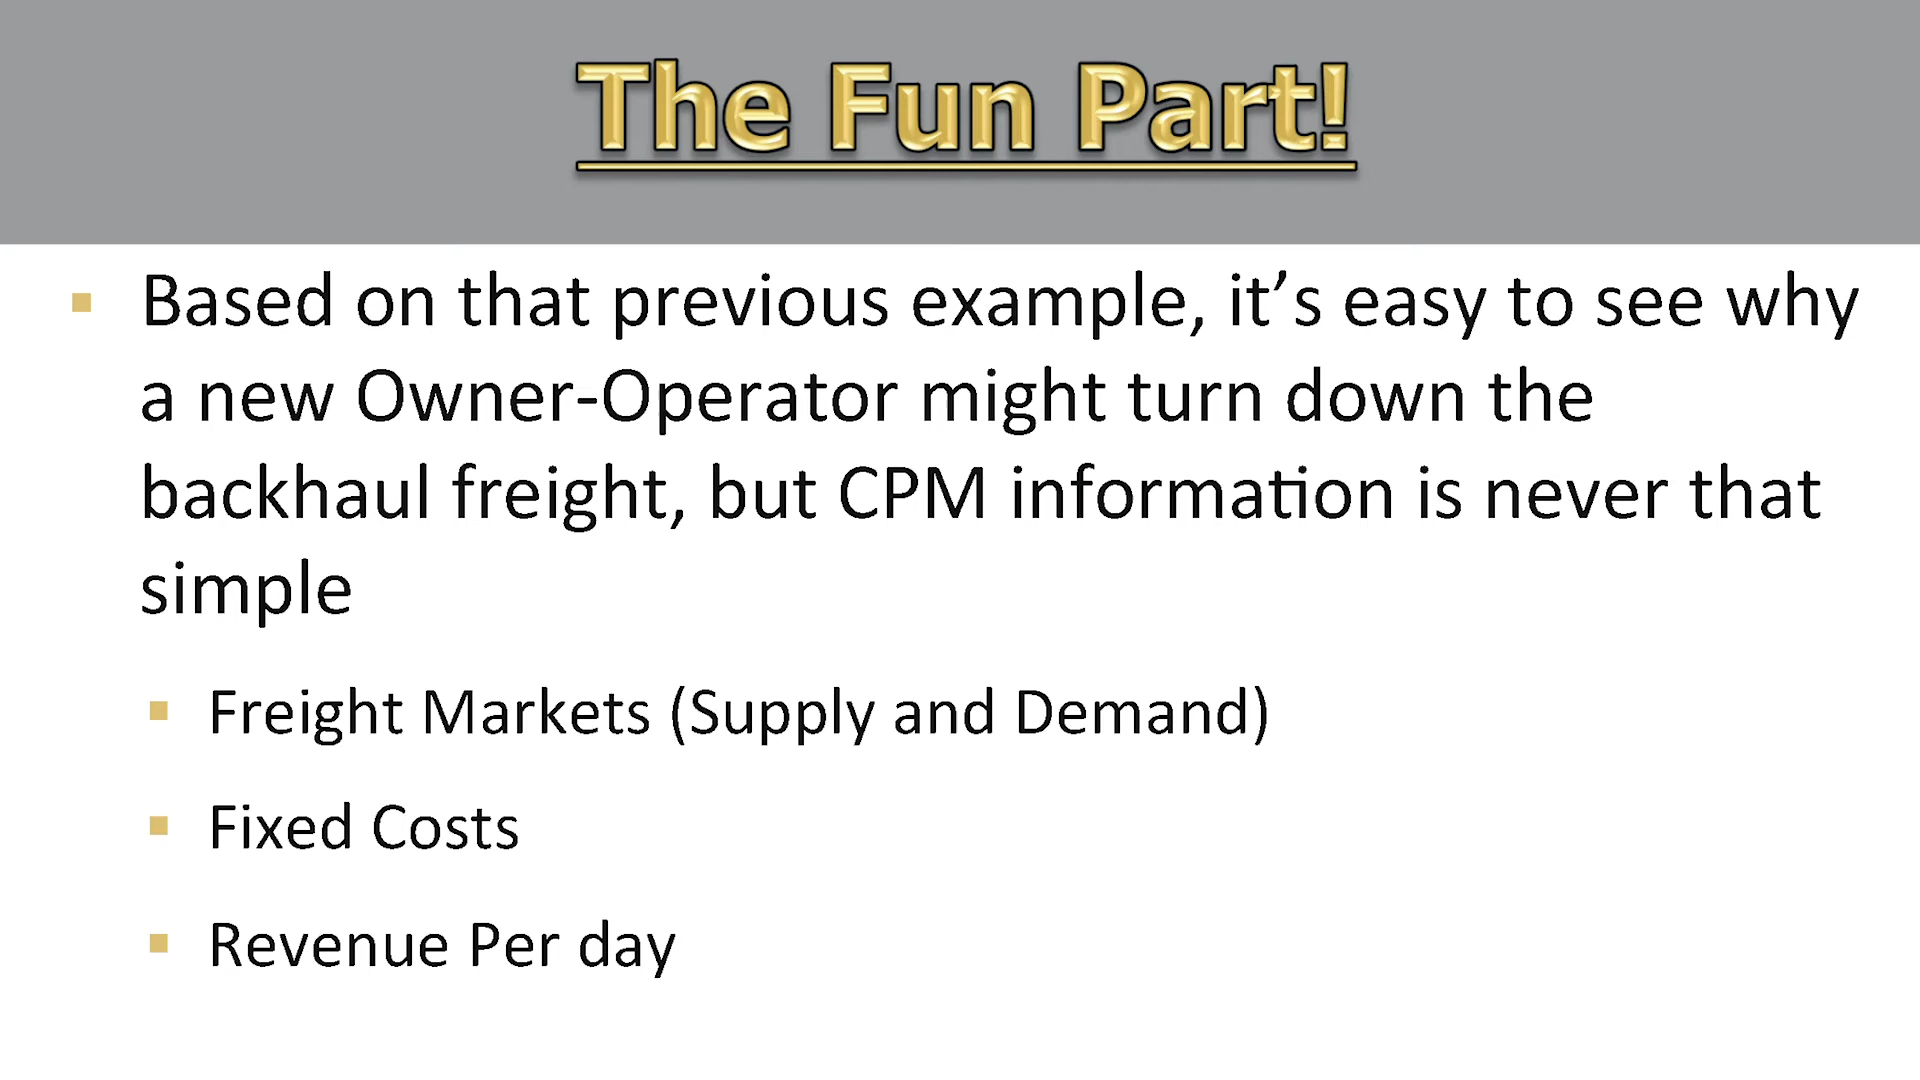 The Fun Part!
Based on that previous example, it’s easy to see why
a new Owner-Operator might turn down the
backhaul freight, but CPM information is never that
simple
Freight Markets (Supply and Demand)
Fixed Costs
Revenue Per day